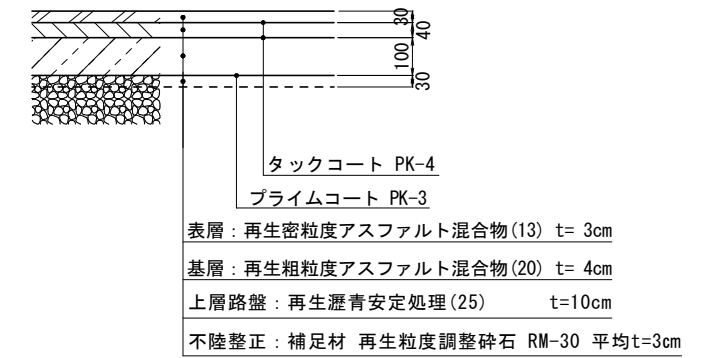 30
40
100
30
タックコート PK-4
プライムコート PK-3
表層：再生密粒度アスファルト混合物(13) t= 3cm
基層：再生粗粒度アスファルト混合物(20) t= 4cm
上層路盤：再生瀝青安定処理(25) t=10cm
不陸整正：補足材 再生粒度調整砕石 RM-30 平均t=3cm